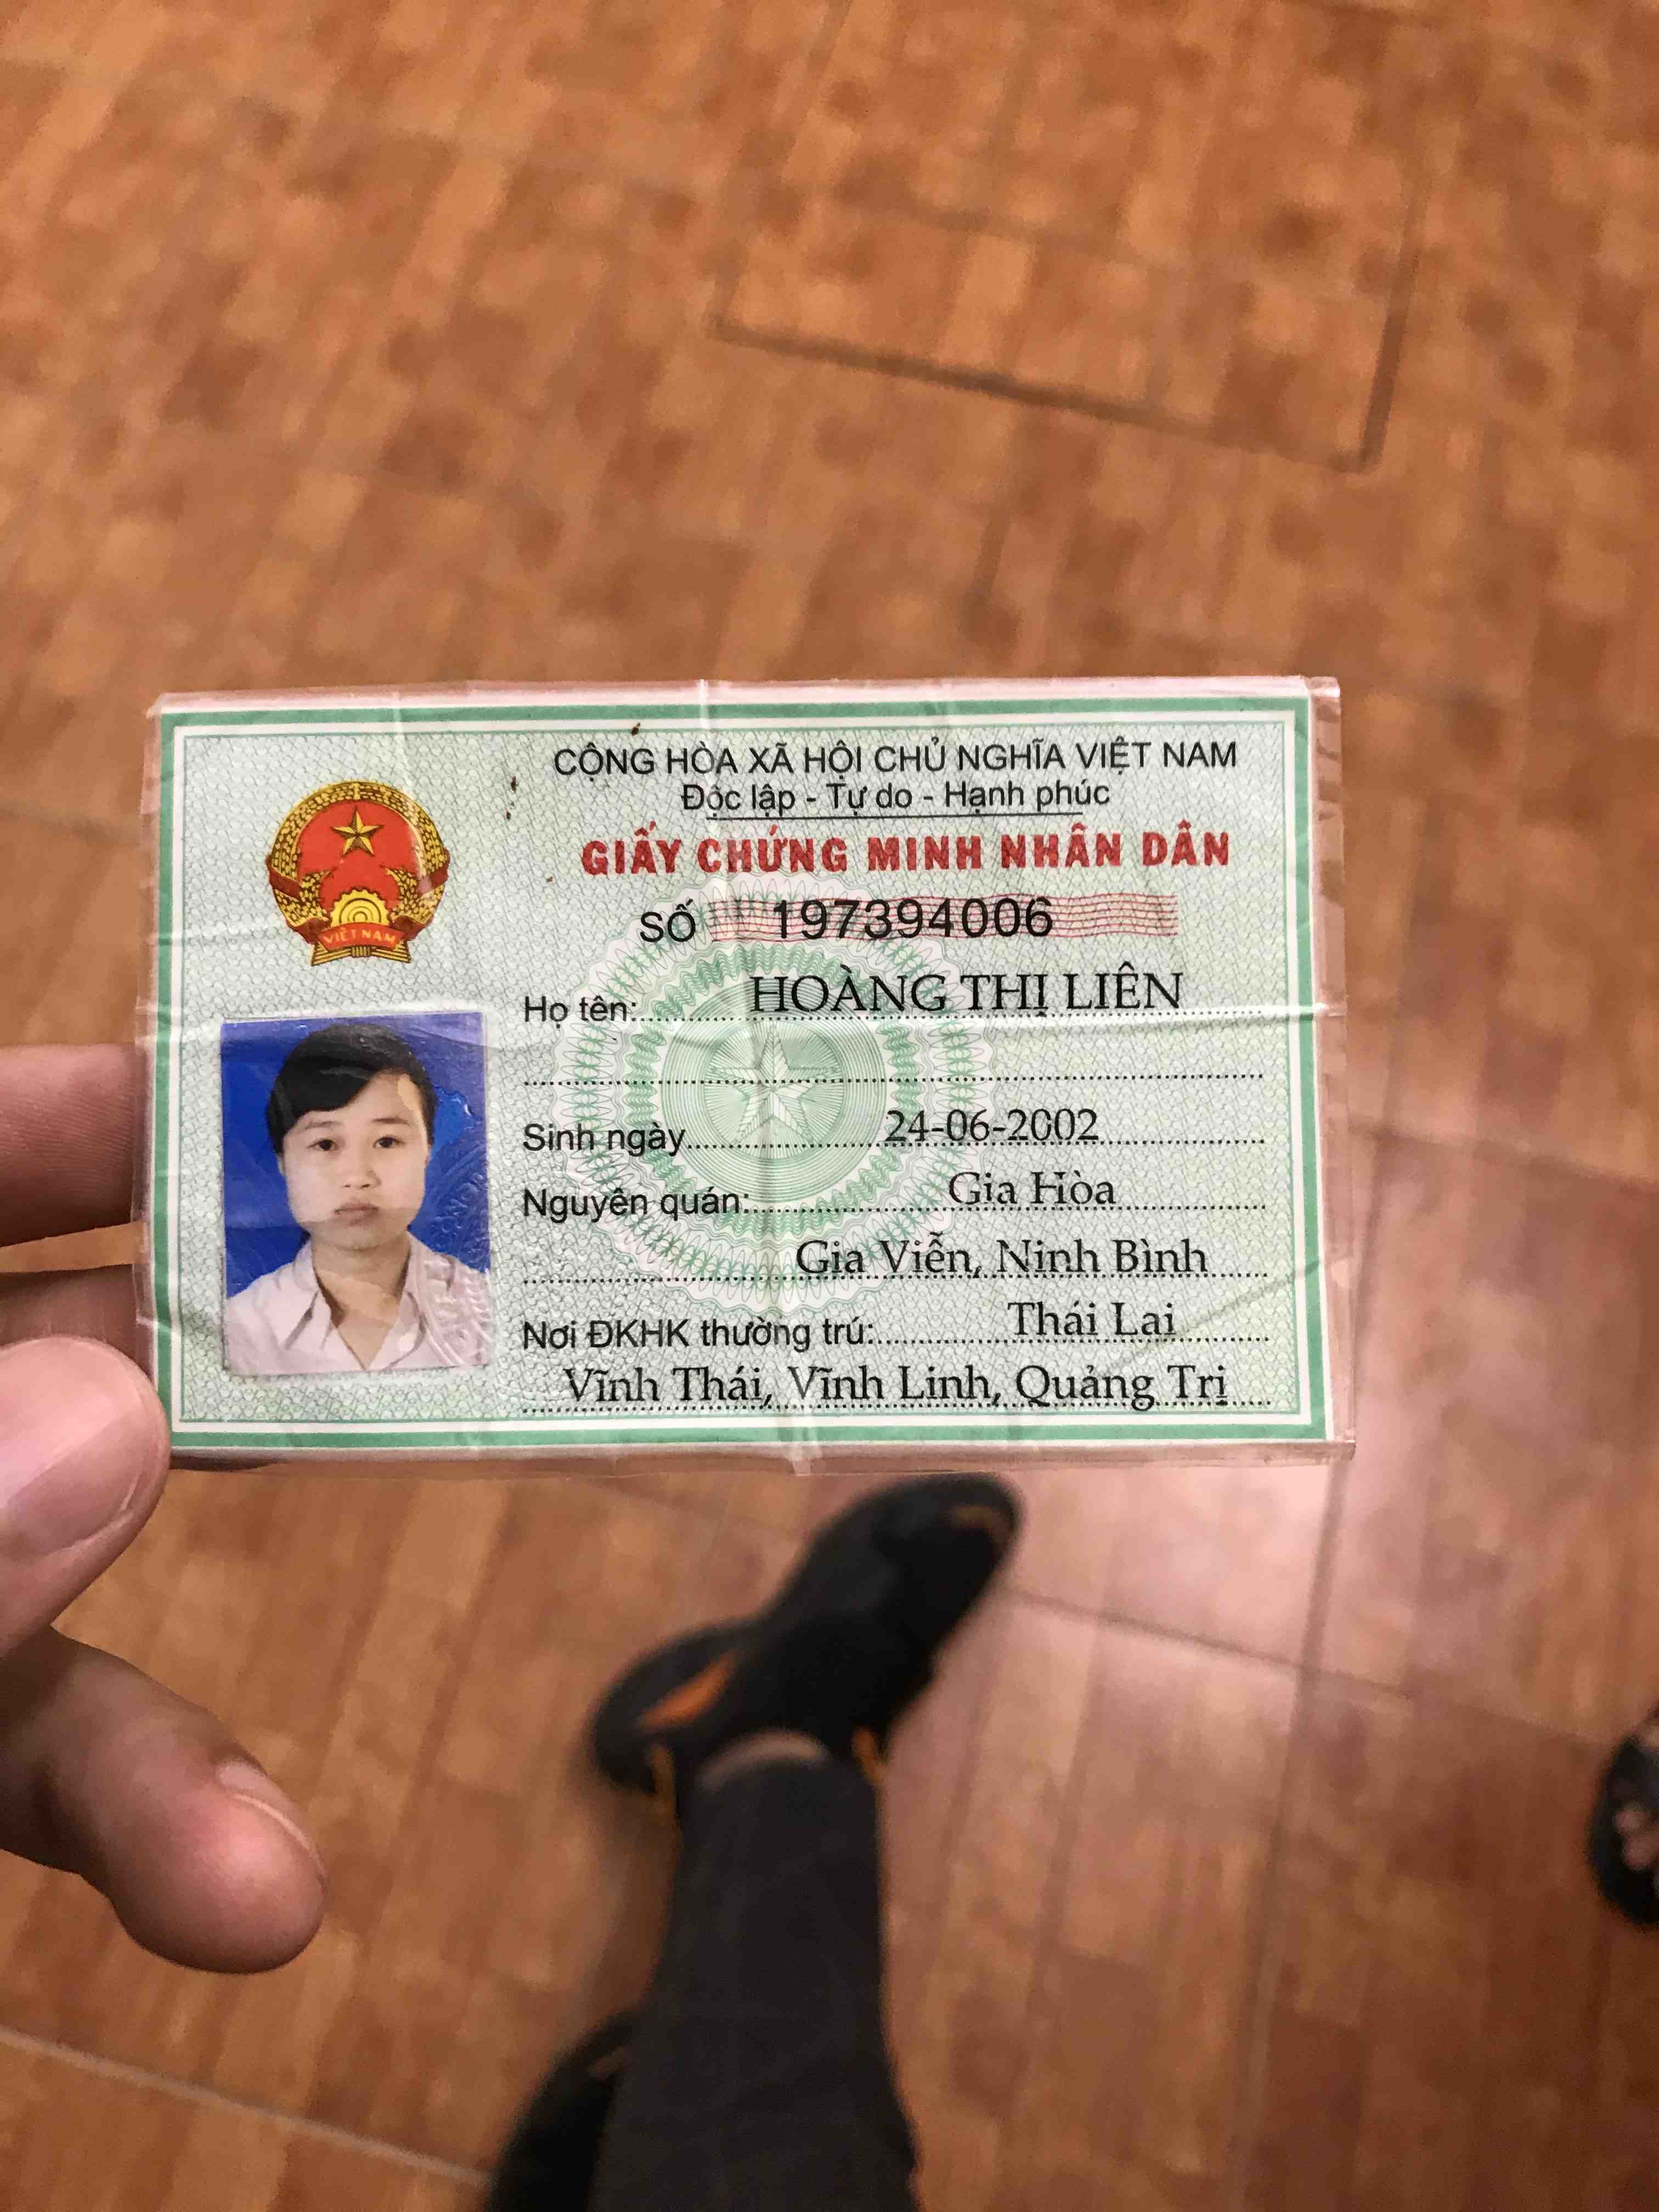 CỘNG HÒA XÃ HỘI CHỦ NGHĨA VIỆT NAM
Độc lập - Tự do - Hạnh phúc
GIẤY CHỨNG MINH NHÂN DÂN
SỐ 197394006
VIỆT NAM
Họ tên: HOÀNG THỊ LIÊN
Sinh ngày 24-06-2002
Nguyên quán: Gia Hòa
Gia Viễn, Ninh Bình
Nơi ĐKHK thường trú: Thái Lai
Vĩnh Thái, Vĩnh Linh, Quảng Trị